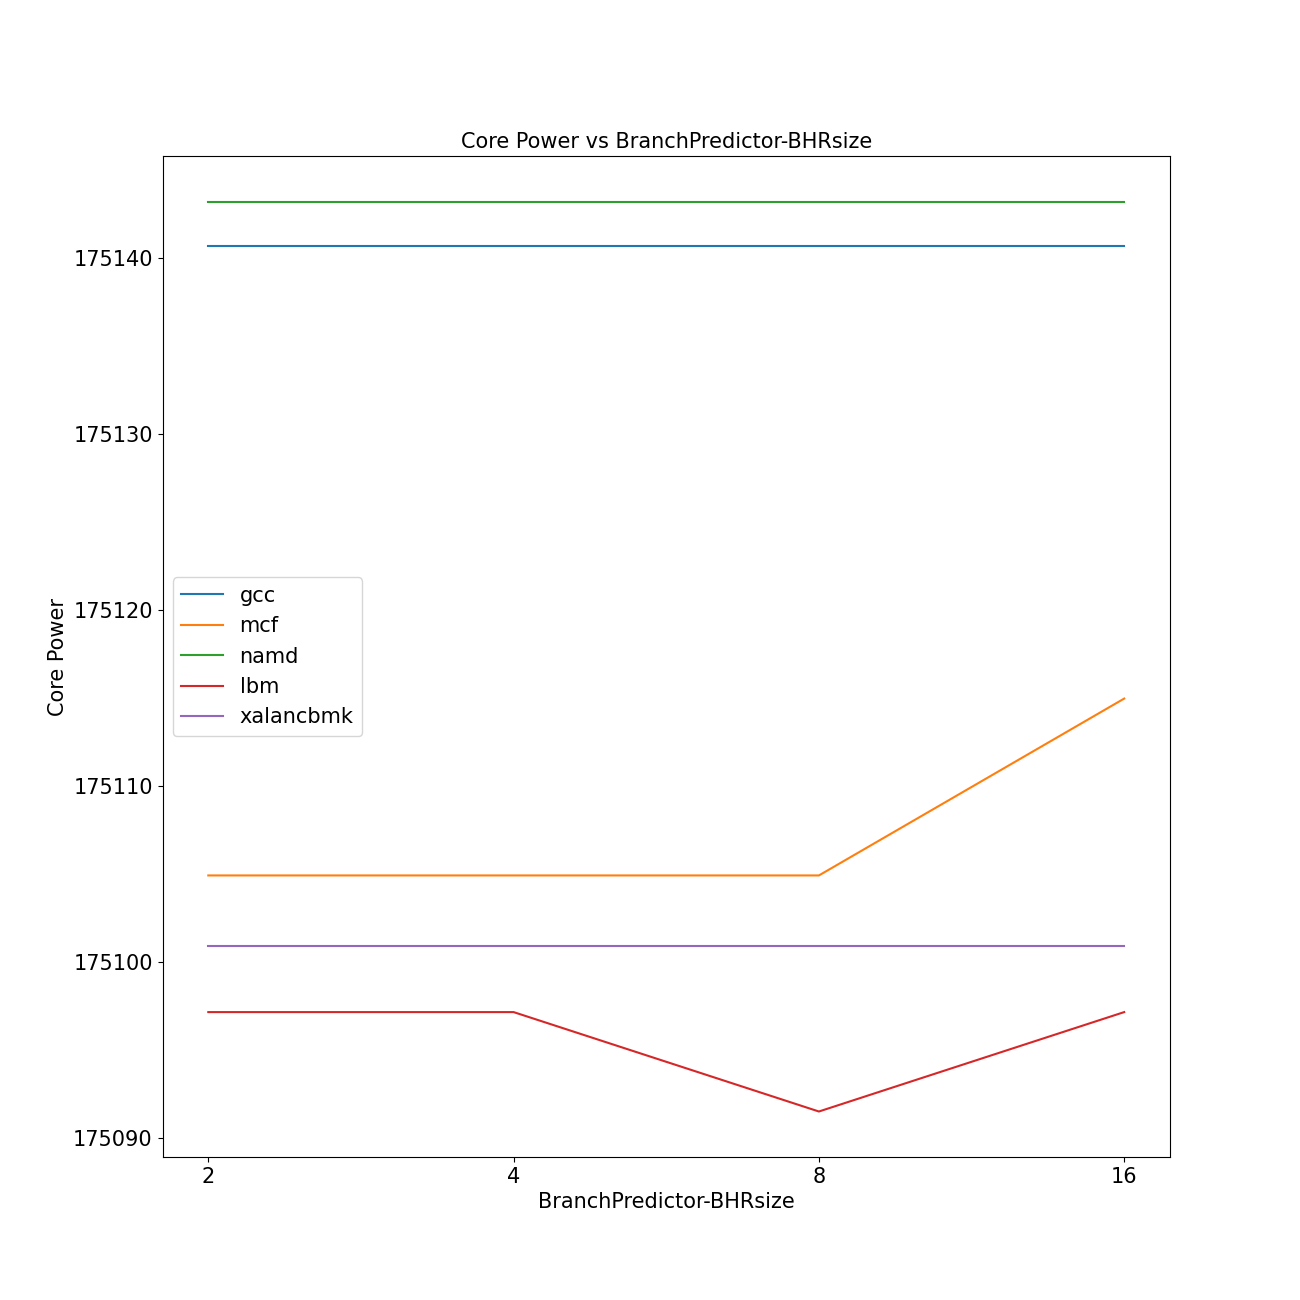 Core Power vs BranchPredictor-BHRsize
175140
175130
175120
175110
175100
175090
Core Power
gcc
mcf
namd
lbm
xalancbmk
2 4 8 16
BranchPredictor-BHRsize